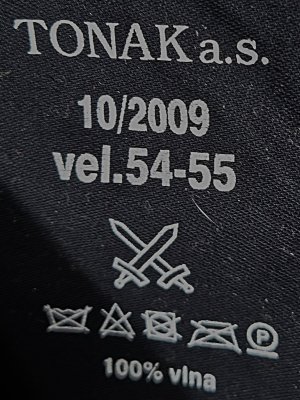 TONAK a.s.
10/2009
vel.54-55
P
100% vlna